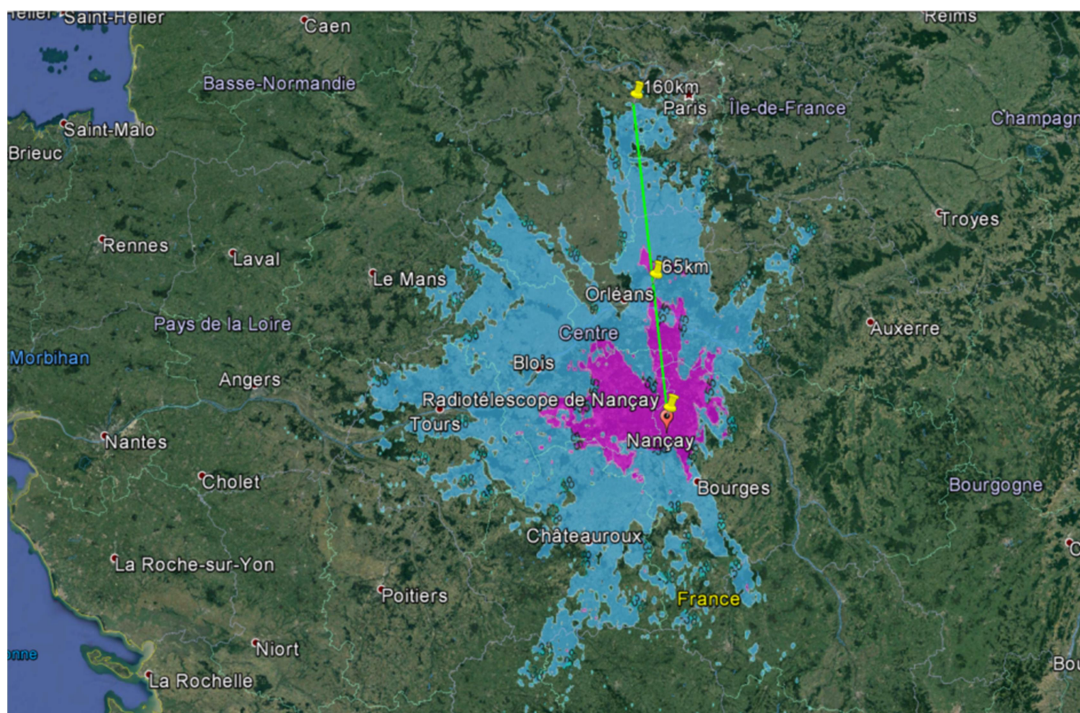 Saint-Helier
Caen
Reims
Basse-Normandie
160km
Paris
Île-de-France
Champagn
Saint-Malo
Brieuc
Troyes
Rennes
Laval
Le Mans
65km
Orléans
Pays de la Loire
Centre
Auxerre
Morbihan
Blois
Angers
Radiotélescope de Nançay
Tours
Nantes
Nançay
Cholet
Bourges
Bourgogne
Châteauroux
La Roche-sur-Yon
Poitiers
France
Niort
onne
Bou
La Rochelle